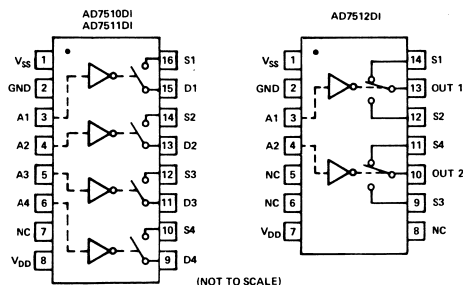 AD7510DI
AD7511DI
VSS 1
GND 2
A1 3
A2 4
A3 5
A4 6
NC 7
VDD 8
16 S1
15 D1
14 S2
13 D2
12 S3
11 D3
10 S4
9 D4
AD7512DI
VSS 1
GND 2
A1 3
A2 4
NC 5
NC 6
VDD 7
14 S1
13 OUT 1
12 S2
11 S4
10 OUT 2
9 S3
8 NC
(NOT TO SCALE)